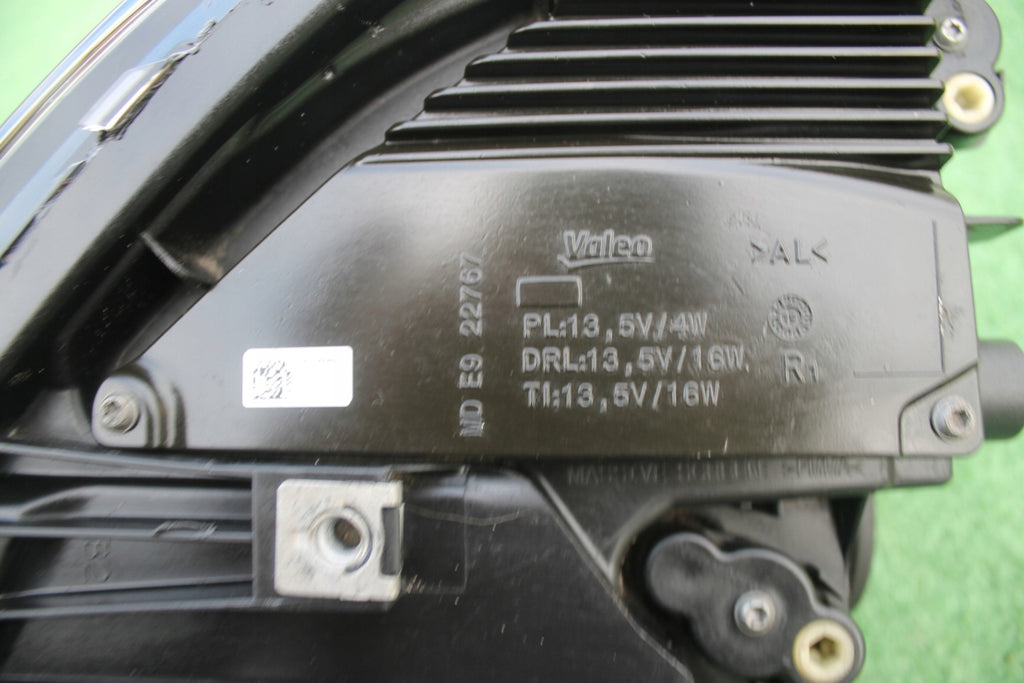 Valeo
>AL<
PL:13,5V/4W
DRL:13,5V/16W
TI:13,5V/16W
R1
MD E9 22767